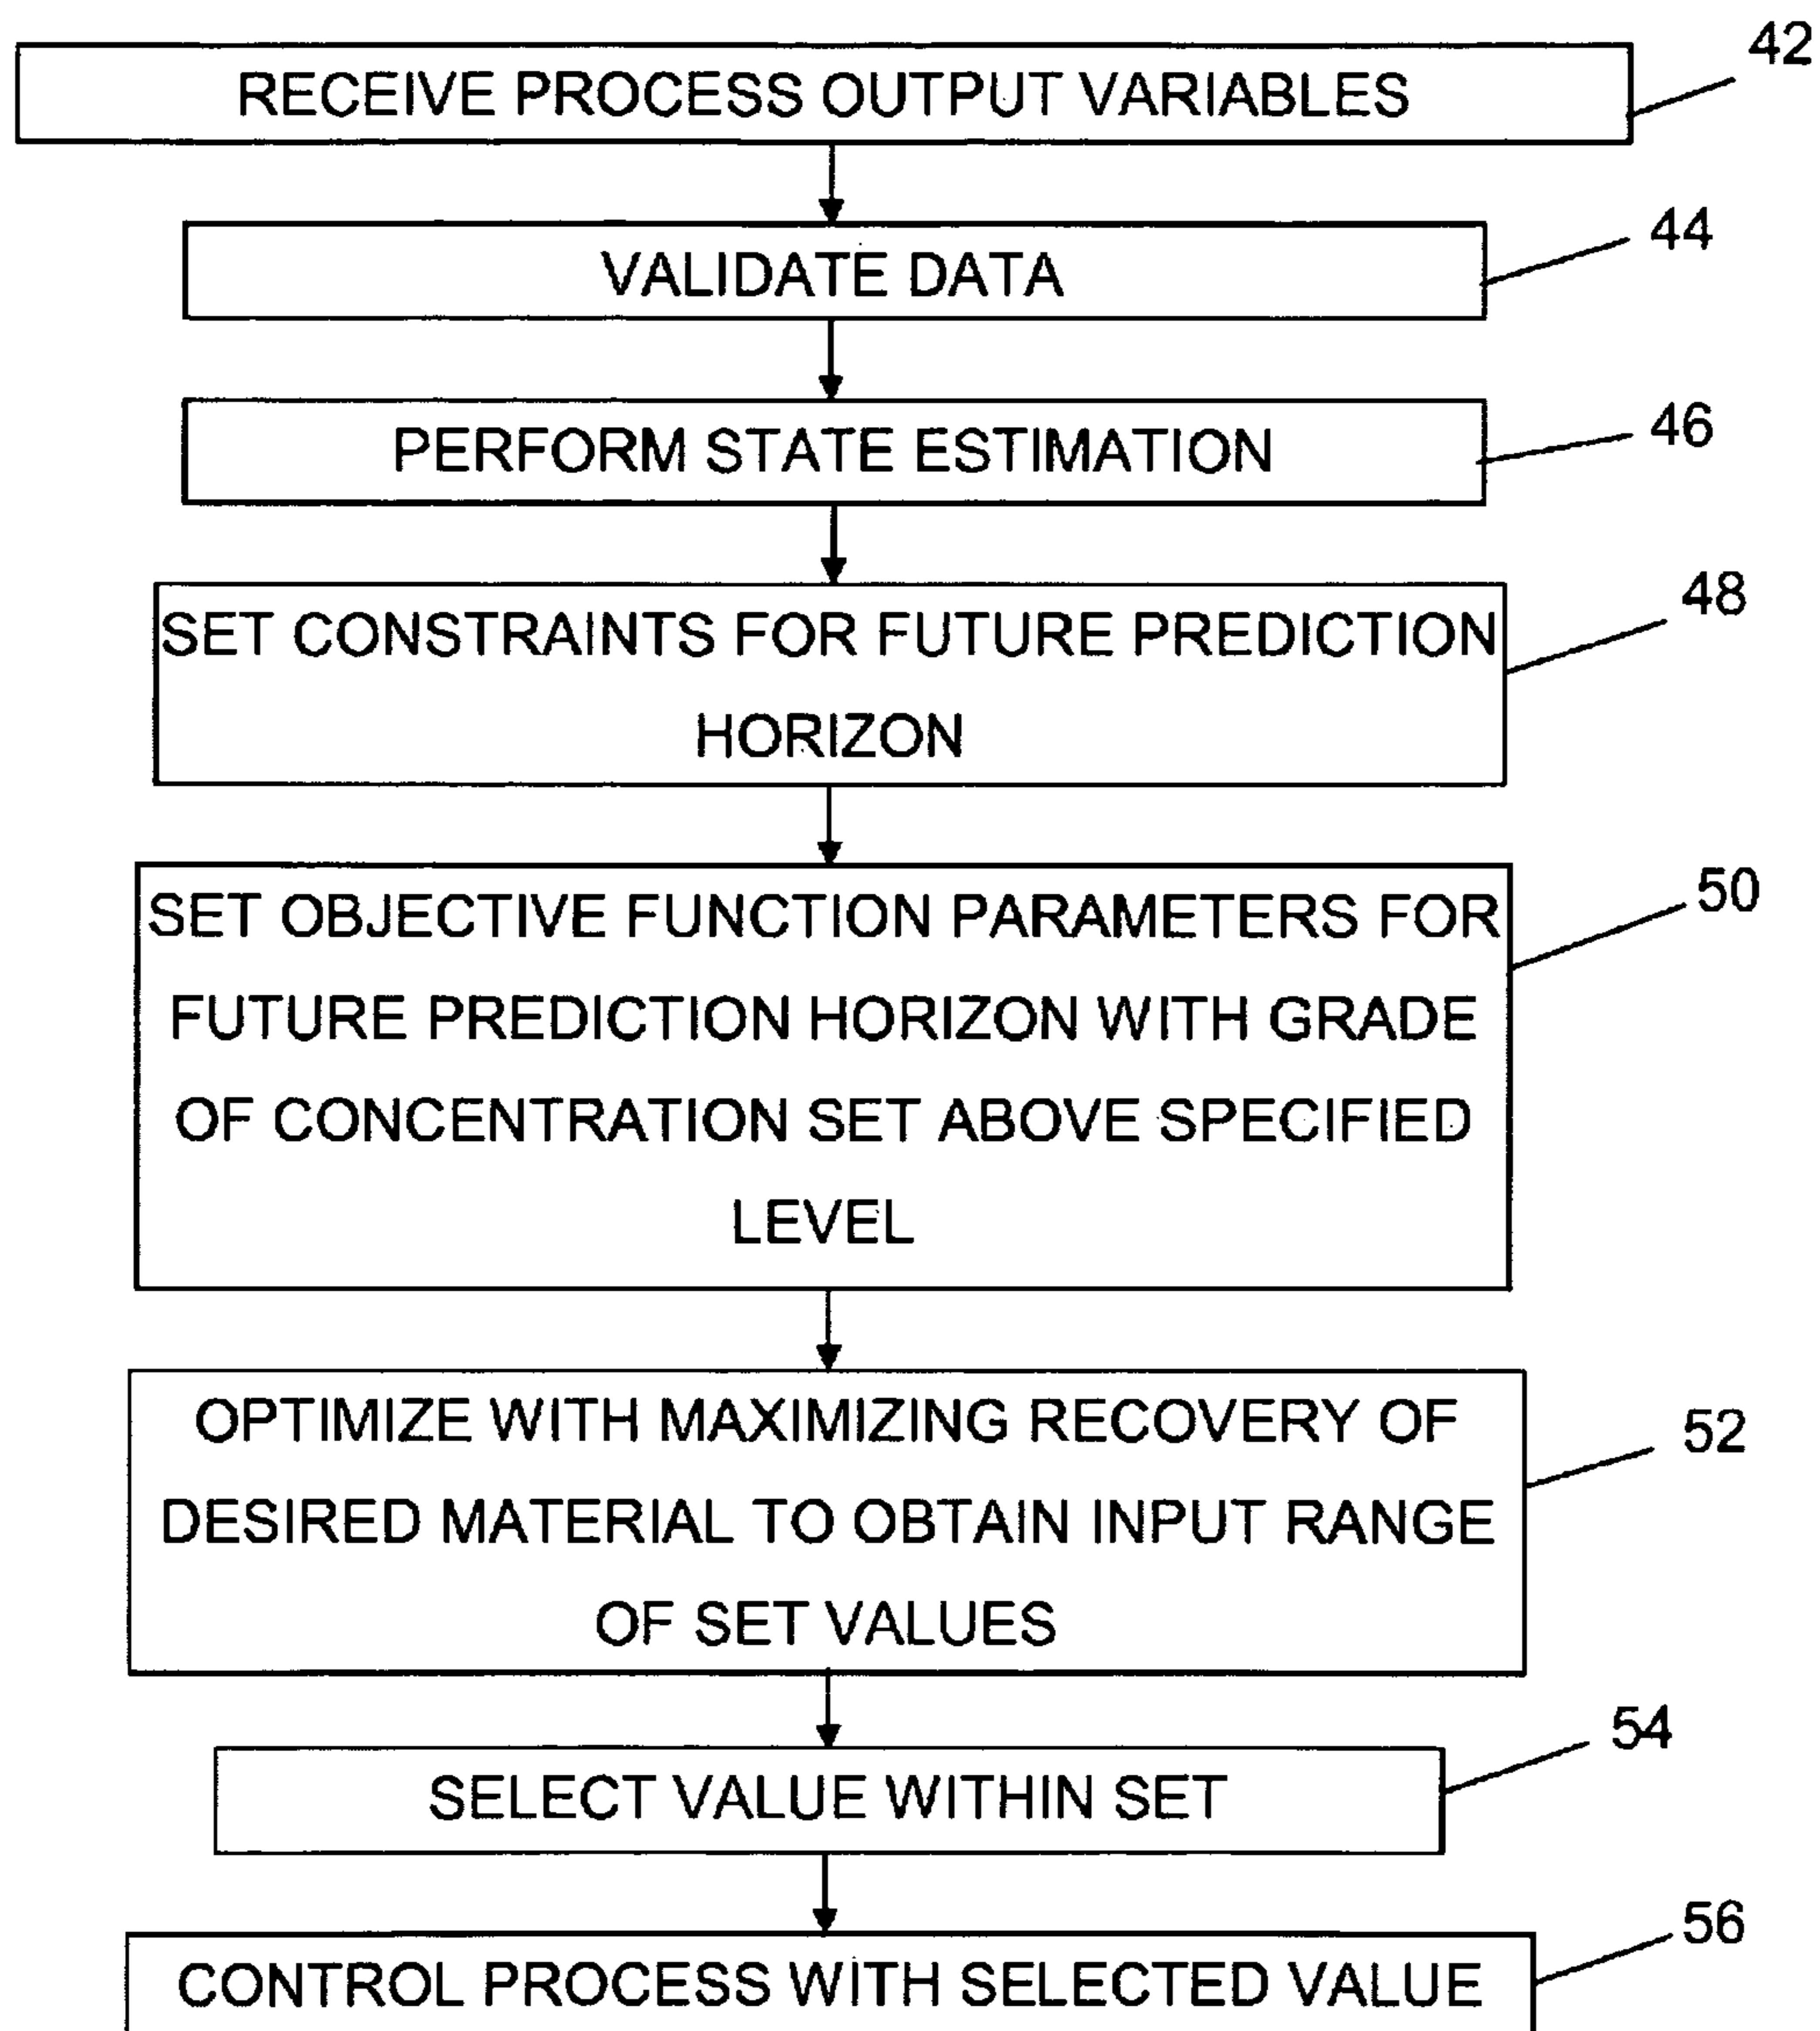 42
RECEIVE PROCESS OUTPUT VARIABLES
44
VALIDATE DATA
46
PERFORM STATE ESTIMATION
48
SET CONSTRAINTS FOR FUTURE PREDICTION
HORIZON
50
SET OBJECTIVE FUNCTION PARAMETERS FOR
FUTURE PREDICTION HORIZON WITH GRADE
OF CONCENTRATION SET ABOVE SPECIFIED
LEVEL
52
OPTIMIZE WITH MAXIMIZING RECOVERY OF
DESIRED MATERIAL TO OBTAIN INPUT RANGE
OF SET VALUES
54
SELECT VALUE WITHIN SET
56
CONTROL PROCESS WITH SELECTED VALUE